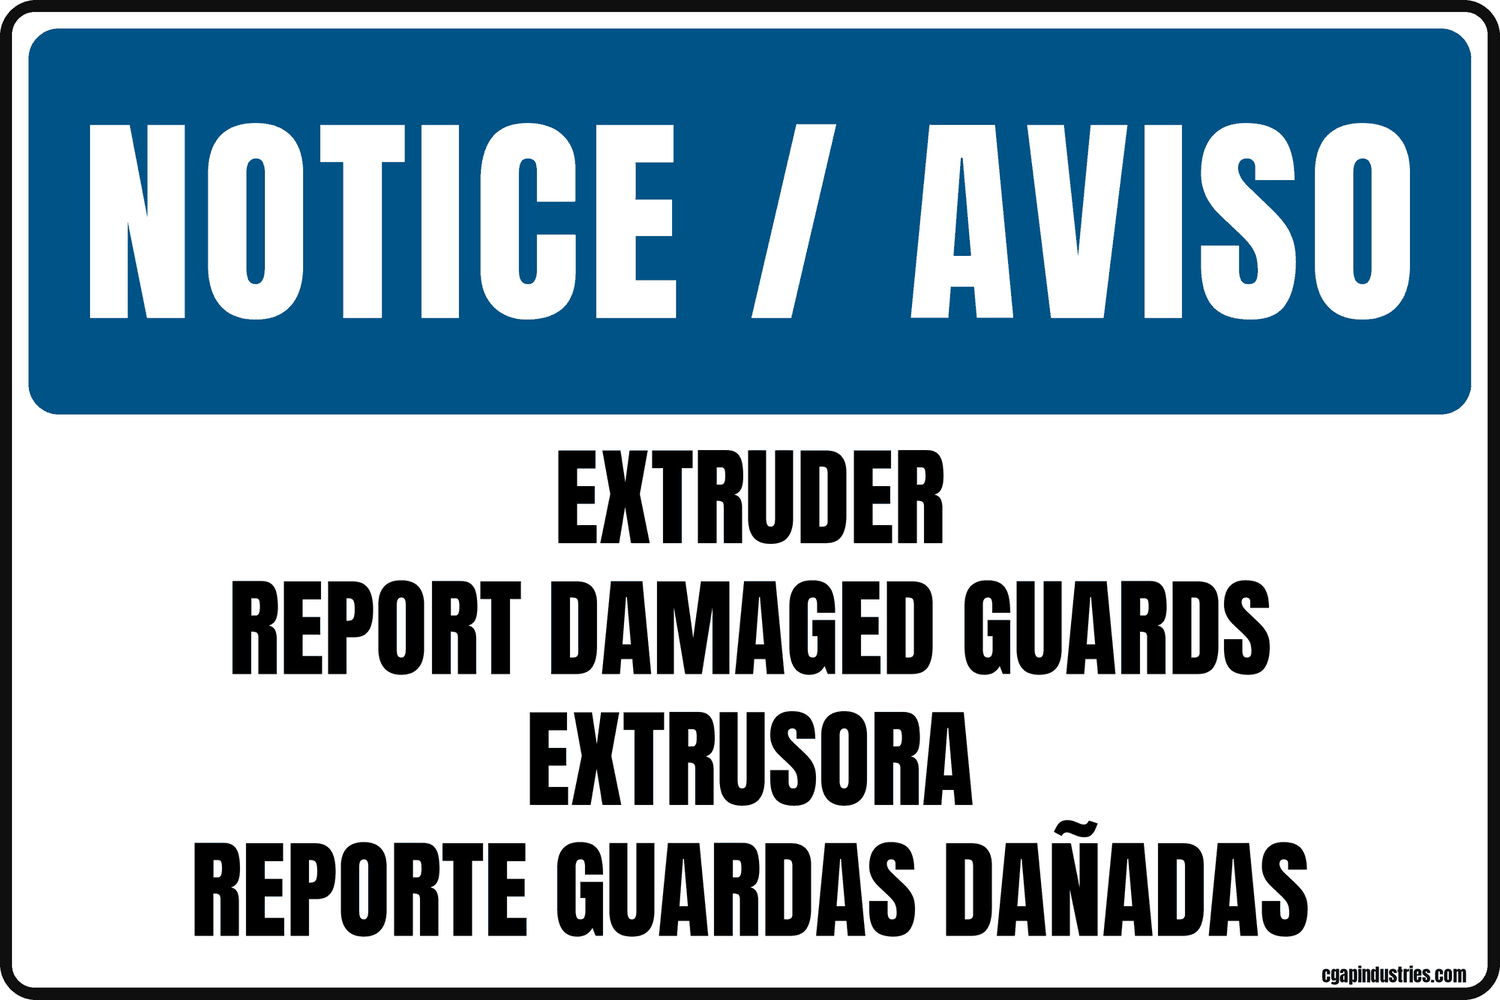 NOTICE / AVISO
EXTRUDER
REPORT DAMAGED GUARDS
EXTRUSORA
REPORTE GUARDAS DAÑADAS
cgapindustries.com